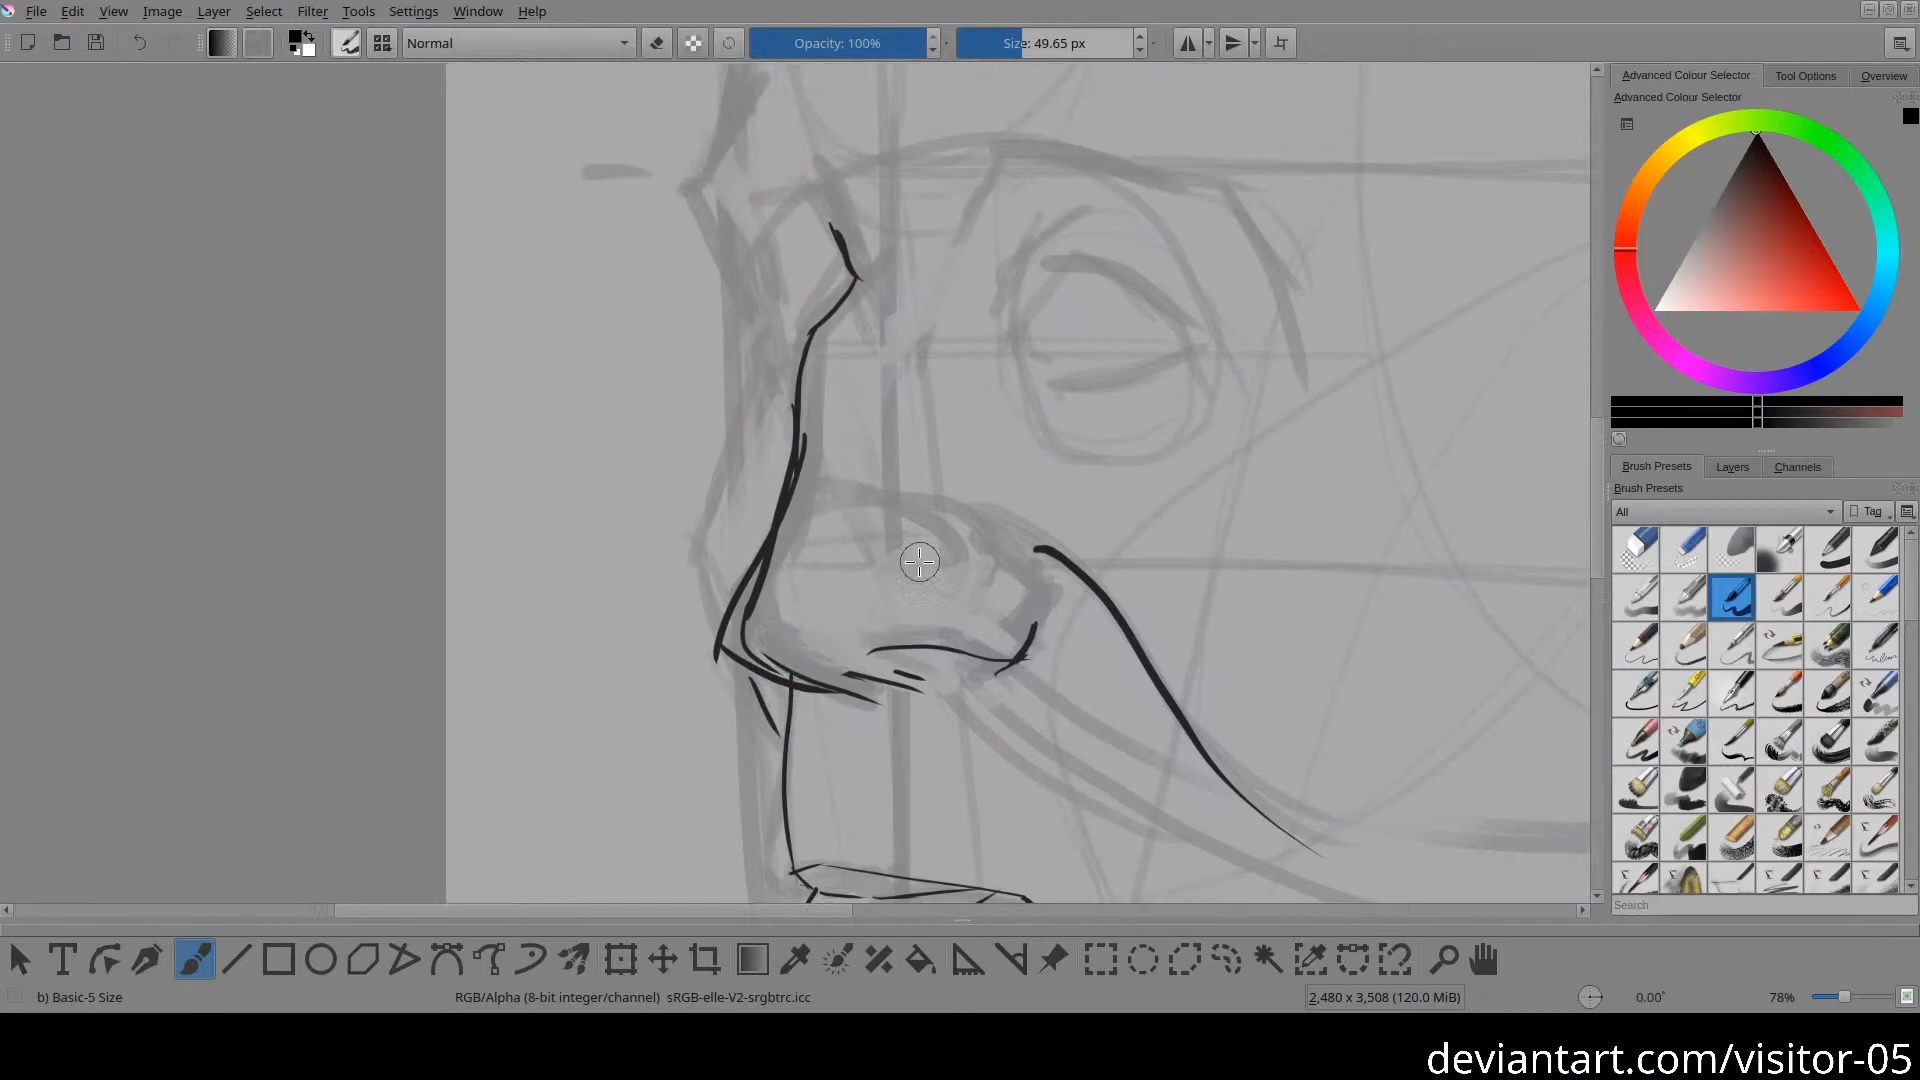 File Edit View Image Layer Select Filter Tools Settings Window Help
Normal
Opacity: 100%
Size: 49.65 px
Advanced Colour Selector
Tool Options
Overview
Advanced Colour Selector
Brush Presets
Layers
Channels
Brush Presets
All
Tag
Search
b) Basic-5 Size
RGB/Alpha (8-bit integer/channel) sRGB-elle-V2-srgbtrc.icc
2,480 x 3,508 (120.0 MiB)
0.00°
78%
deviantart.com/visitor-05